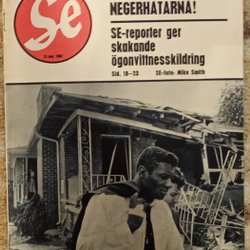 NEGERHATARNA!
Se
SE-reporter ger
skakande
ögonvittnesskildring
Sid. 18-23 SE-foto: Mike Smith